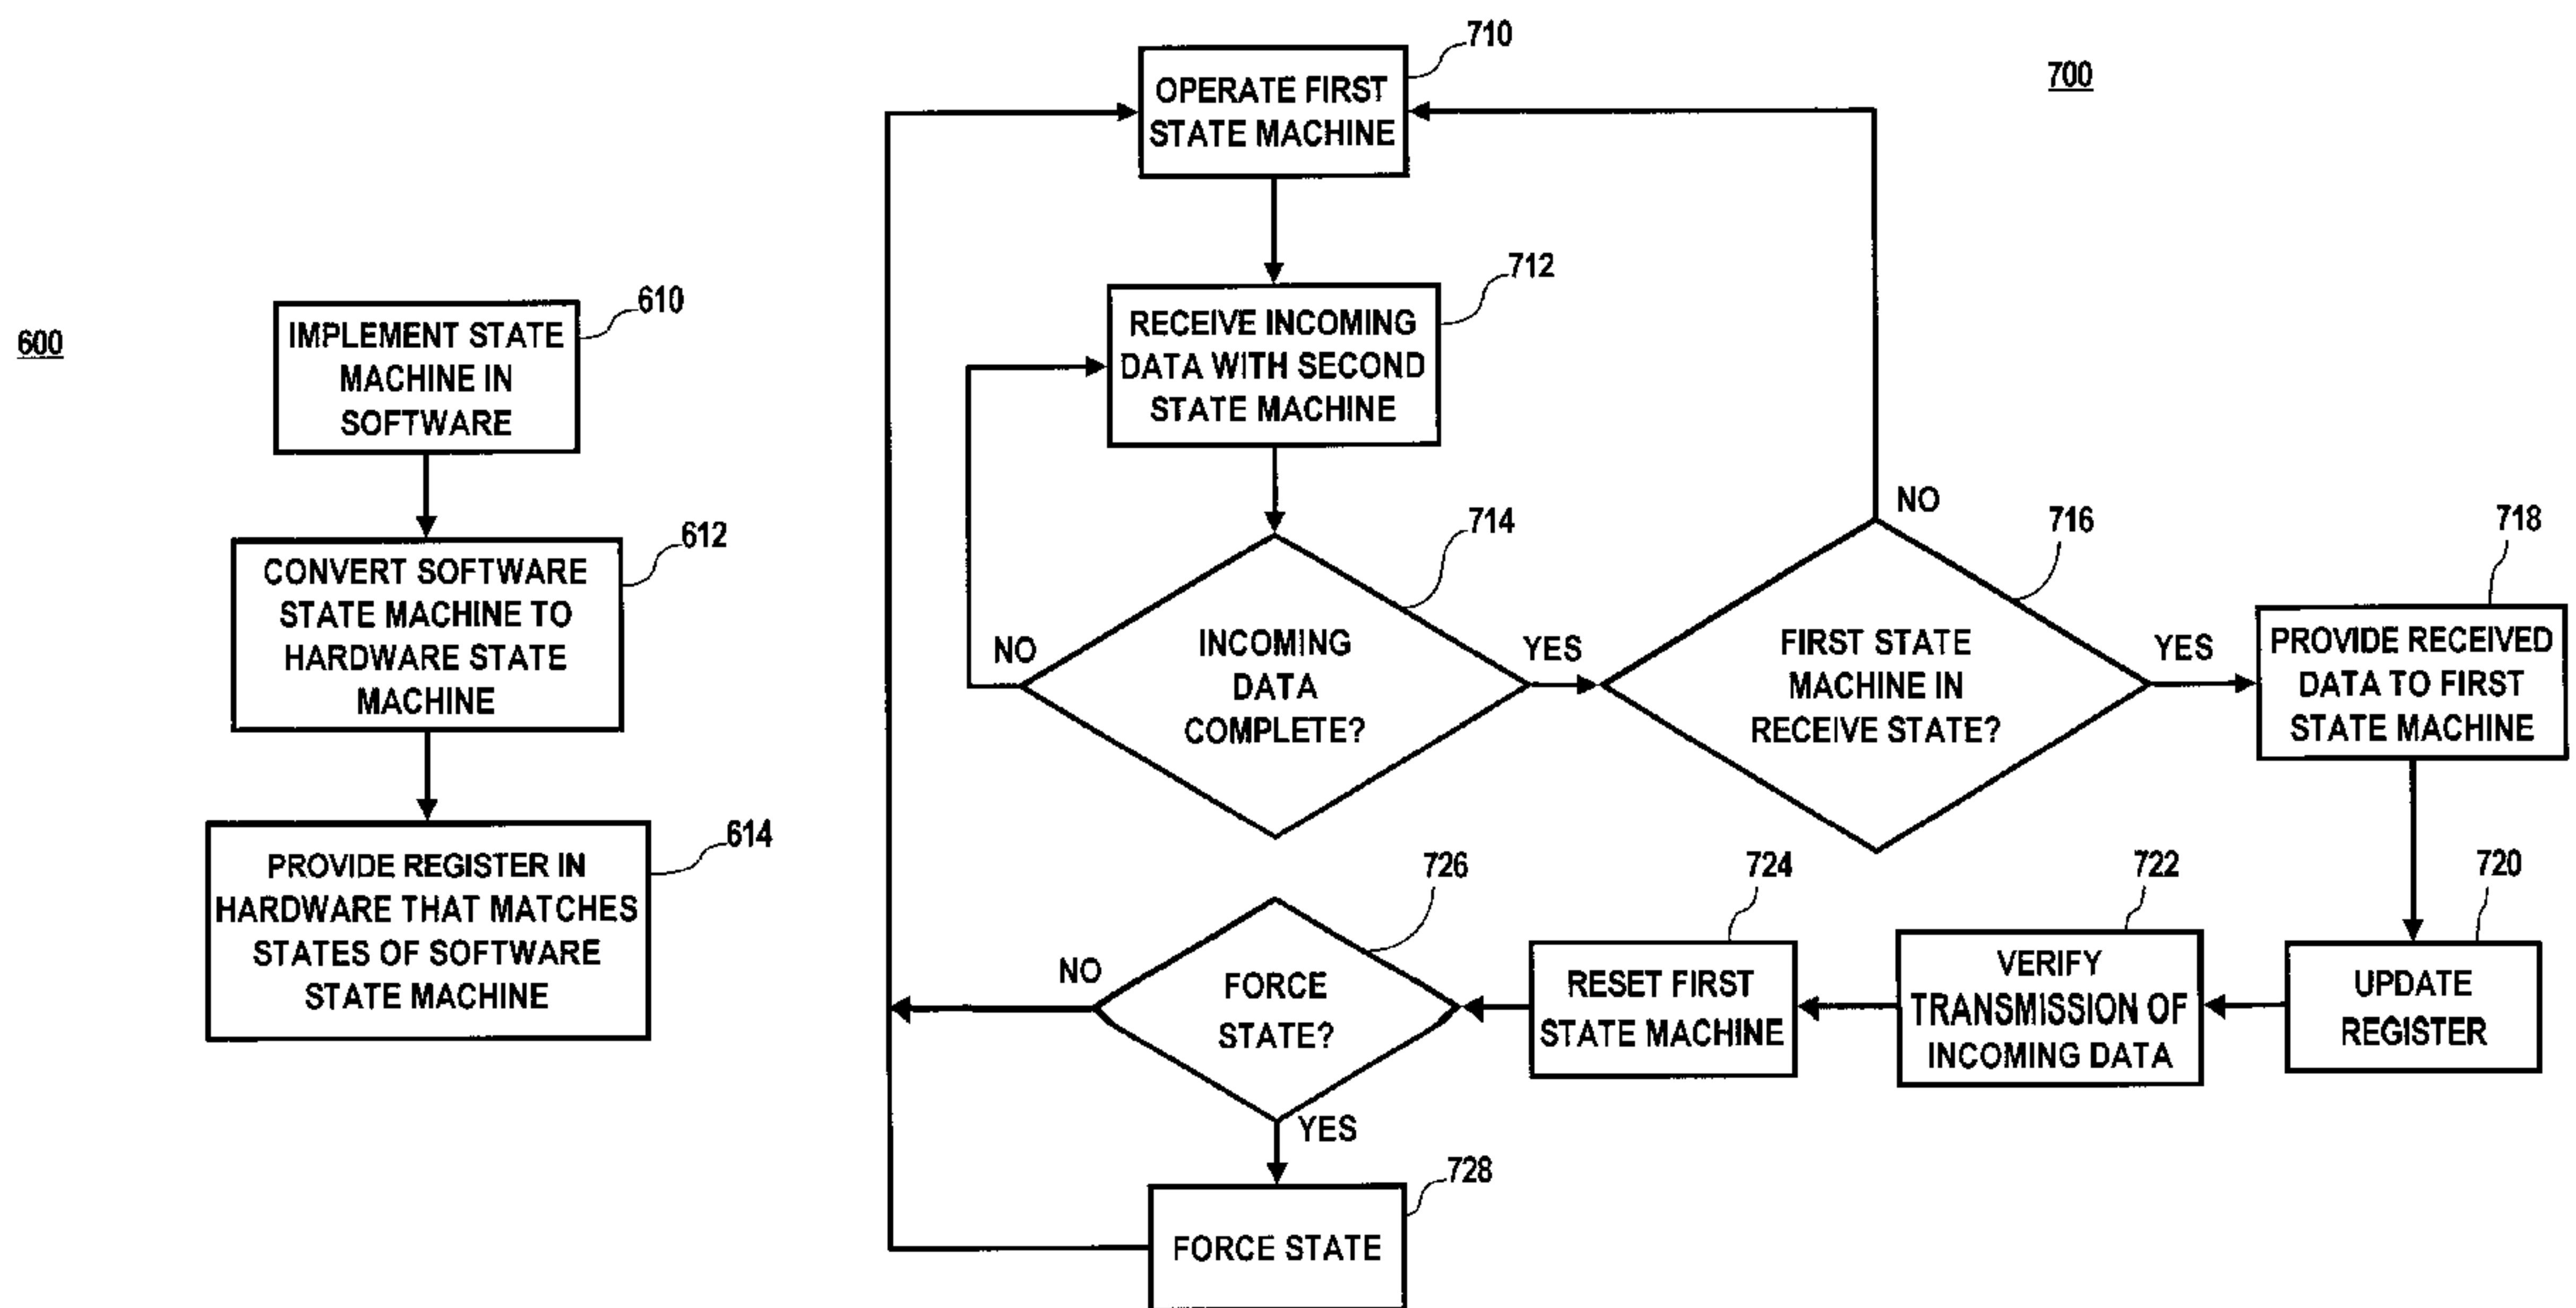 600
IMPLEMENT STATE
MACHINE IN
SOFTWARE
610
CONVERT SOFTWARE
STATE MACHINE TO
HARDWARE STATE
MACHINE
612
PROVIDE REGISTER IN
HARDWARE THAT MATCHES
STATES OF SOFTWARE
STATE MACHINE
614
700
OPERATE FIRST
STATE MACHINE
710
RECEIVE INCOMING
DATA WITH SECOND
STATE MACHINE
712
INCOMING
DATA
COMPLETE?
714
NO
YES
FIRST STATE
MACHINE IN
RECEIVE STATE?
716
NO
YES
PROVIDE RECEIVED
DATA TO FIRST
STATE MACHINE
718
UPDATE
REGISTER
720
VERIFY
TRANSMISSION OF
INCOMING DATA
722
RESET FIRST
STATE MACHINE
724
FORCE
STATE?
726
NO
YES
FORCE STATE
728